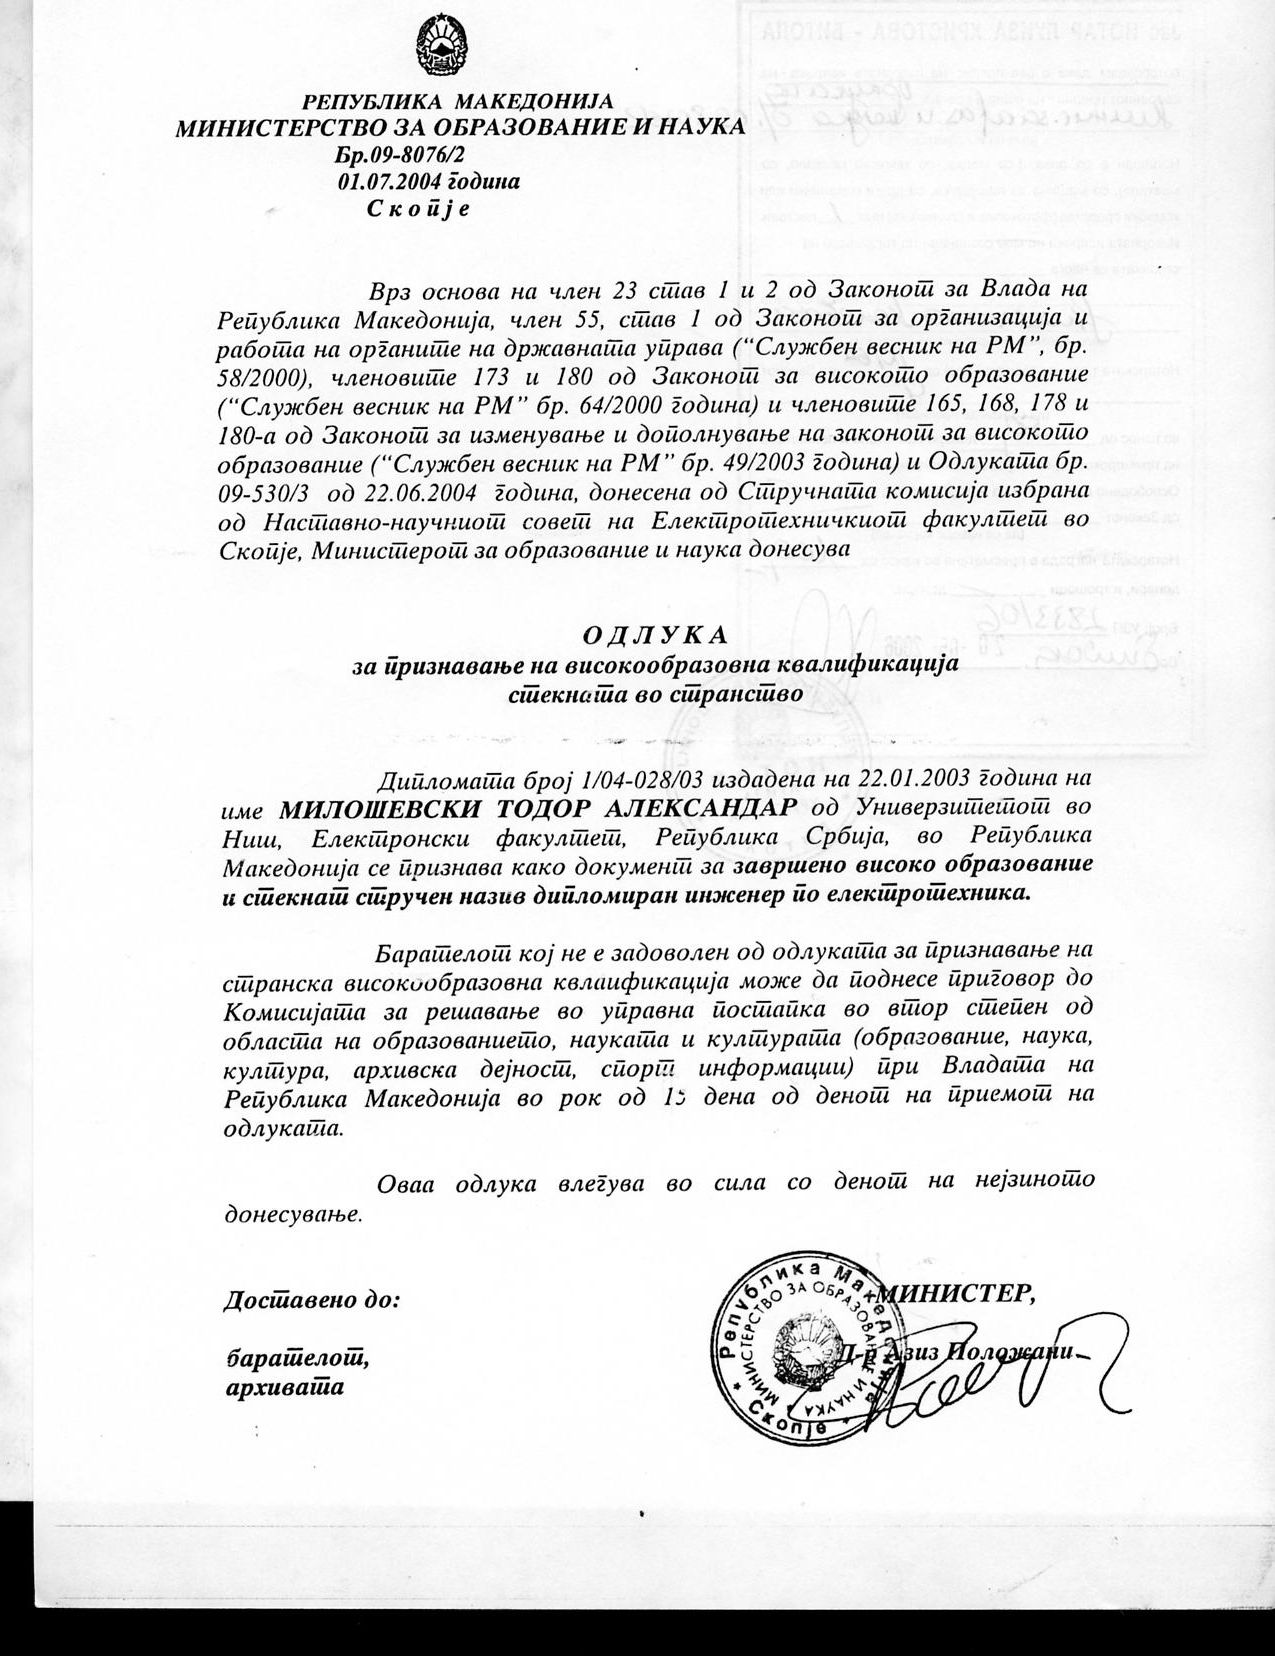 РЕПУБЛИКА МАКЕДОНИЈА
МИНИСТЕРСТВО ЗА ОБРАЗОВАНИЕ И НАУКА
Бр.09-8076/2
01.07.2004 година
С к о п ј е
Врз основа на член 23 став 1 и 2 од Законот за Влада на
Република Македонија, член 55, став 1 од Законот за организација и
работа на органите на државната управа (“Службен весник на РМ”, бр.
58/2000), членовите 173 и 180 од Законот за високото образование
(“Службен весник на РМ” бр. 64/2000 година) и членовите 165, 168, 178 и
180-а од Законот за изменување и дополнување на законот за високото
образование (“Службен весник на РМ” бр. 49/2003 година) и Одлуката бр.
09-530/3 од 22.06.2004 година, донесена од Стручната комисија избрана
од Наставно-научниот совет на Електротехничкиот факултет во
Скопје, Министерот за образование и наука донесува
О Д Л У К А
за признавање на високообразовна квалификација
стекната во странство
Дипломата број 1/04-028/03 издадена на 22.01.2003 година на
име МИЛОШЕВСКИ ТОДОР АЛЕКСАНДАР од Универзитетот во
Ниш, Електронски факултет, Република Србија, во Република
Македонија се признава како документ за завршено високо образование
и стекнат стручен назив дипломиран инженер по електротехника.
Барателот кој не е задоволен од одлуката за признавање на
странска високообразовна квлаификација може да поднесе приговор до
Комисијата за решавање во управна постапка во втор степен од
областа на образованието, науката и културата (образование, наука,
култура, архивска дејност, спорт информации) при Владата на
Република Македонија во рок од 15 дена од денот на приемот на
одлуката.
Оваа одлука влегува во сила со денот на нејзиното
донесување.
Доставено до:
барателот,
архивата
МИНИСТЕР,
Д-р Азиз Положани
Република Македонија
МИНИСТЕРСТВО ЗА ОБРАЗОВАНИЕ И НАУКА
Скопје